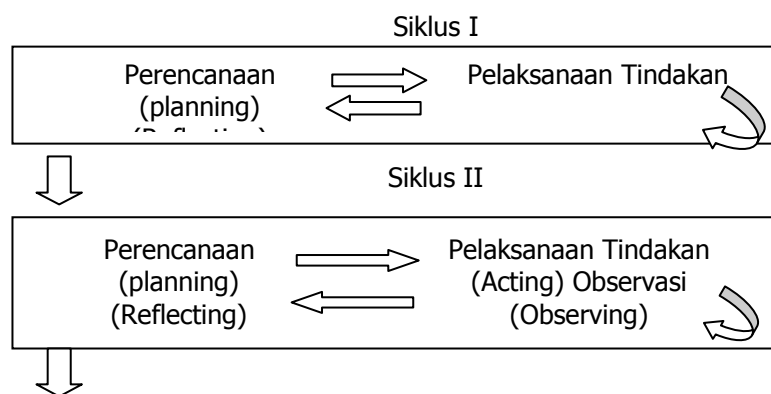 Siklus I
Perencanaan
(planning)
Pelaksanaan Tindakan
Siklus II
Perencanaan
(planning)
(Reflecting)
Pelaksanaan Tindakan
(Acting) Observasi
(Observing)